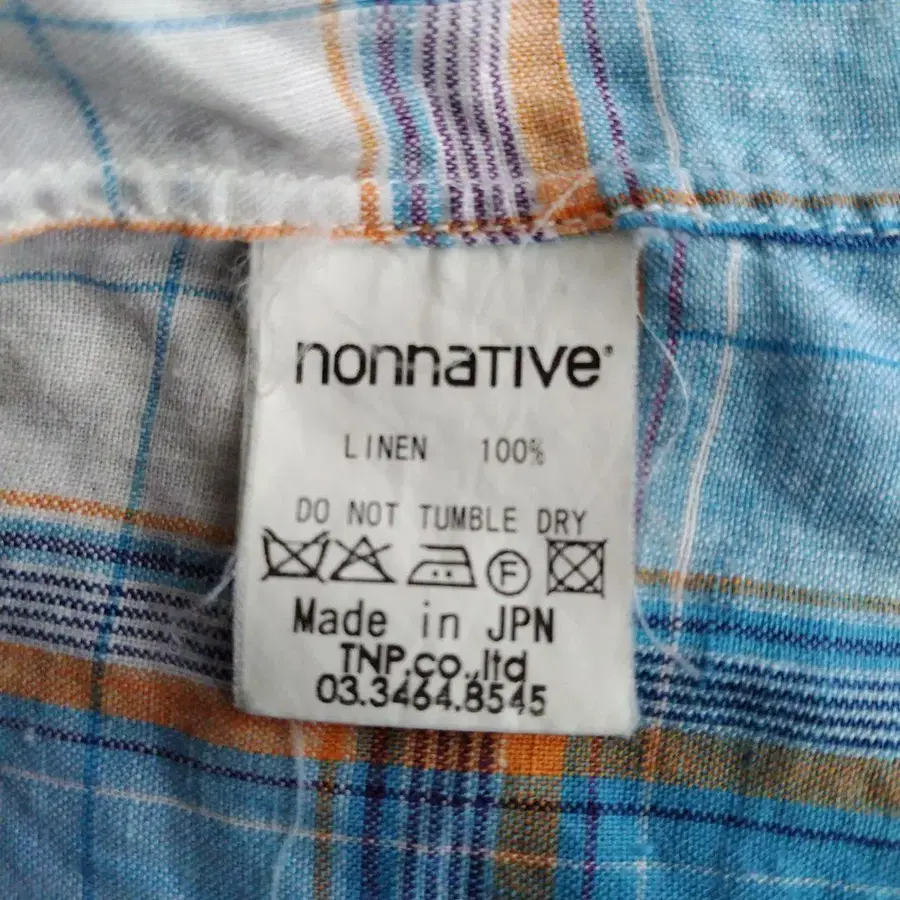 nonnative
LINEN 100%
DO NOT TUMBLE DRY
F
Made in JPN
TNP.co.,ltd
03.3464.8545